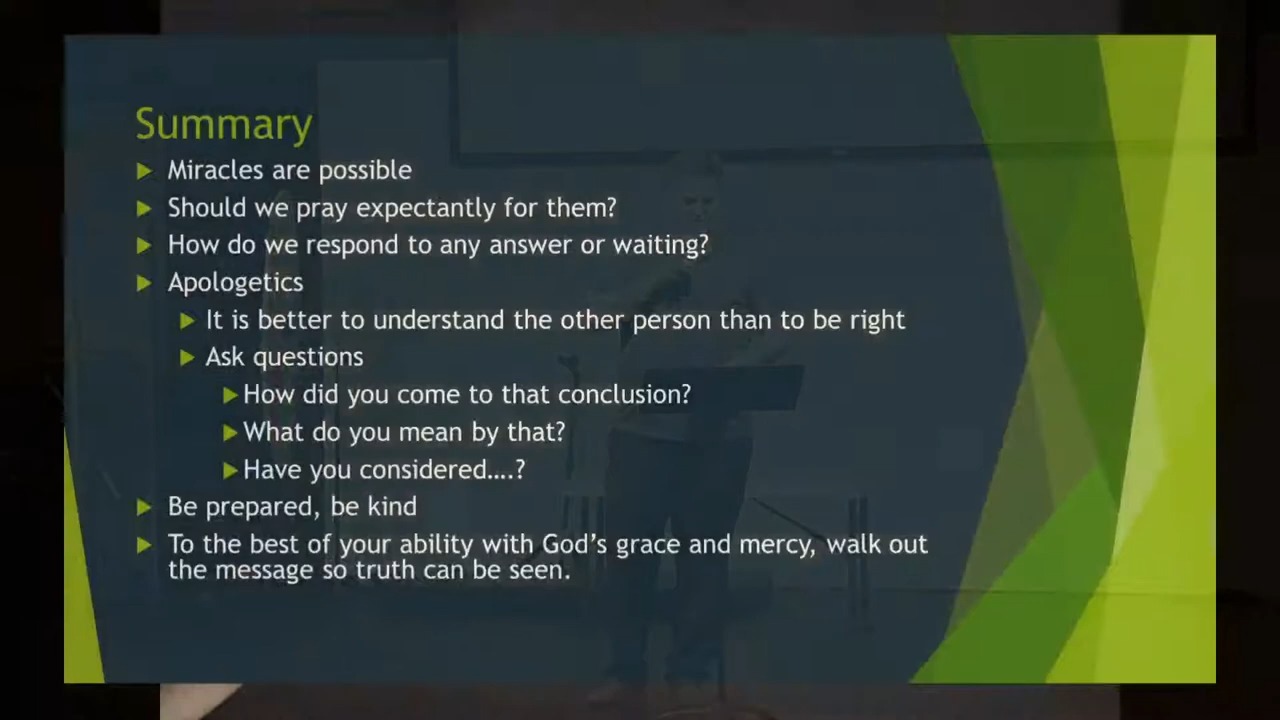 Summary
Miracles are possible
Should we pray expectantly for them?
How do we respond to any answer or waiting?
Apologetics
It is better to understand the other person than to be right
Ask questions
How did you come to that conclusion?
What do you mean by that?
Have you considered....?
Be prepared, be kind
To the best of your ability with God's grace and mercy, walk out
the message so truth can be seen.